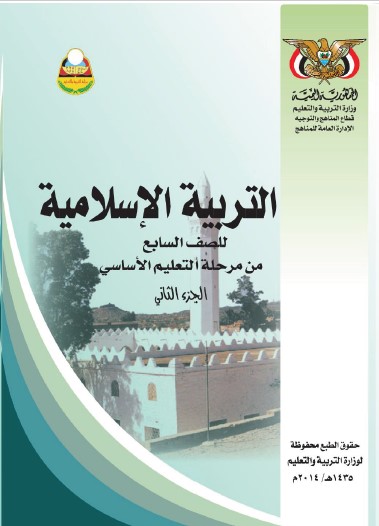 الجمهورية اليمنية
وزارة التربية والتعليم
قطاع المناهج والتوجيه
الإدارة العامة للمناهج
التربية الإسلامية
للصف السابع
من مرحلة التعليم الأساسي
الجزء الثاني
حقوق الطبع محفوظة
لوزارة التربية والتعليم
١٤٣٥هـ/ ٢٠١٤م